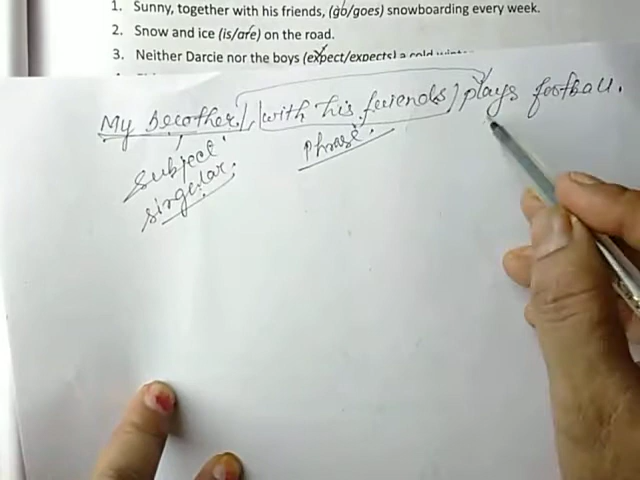 1. Sunny, together with his friends, (go/goes) snowboarding every week.
2. Snow and ice (is/are) on the road.
3. Neither Darcie nor the boys (expect/expects) a cold winter
My brother, (with his friends) plays football.
Subject
singular
Phrase